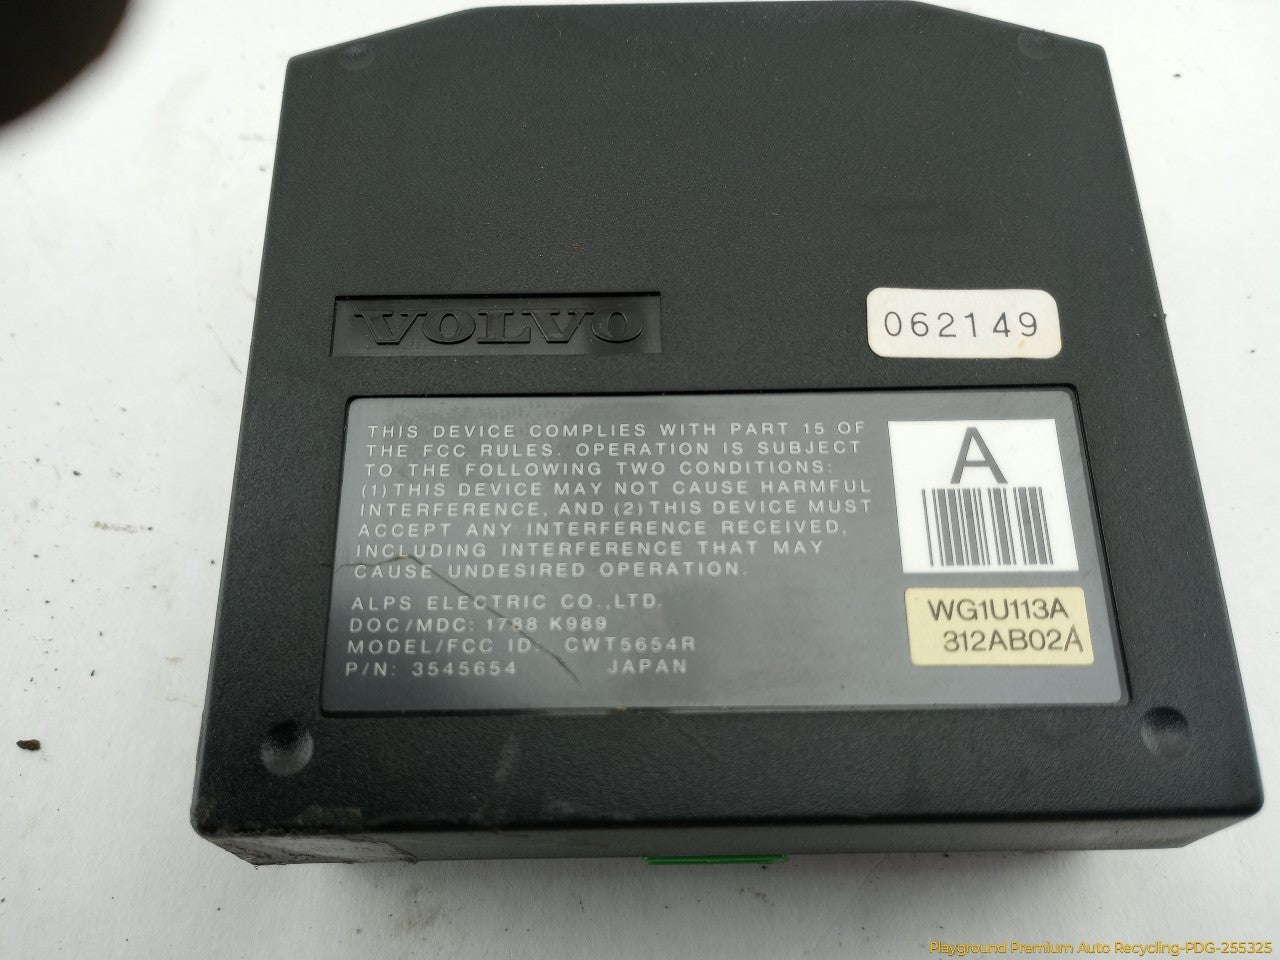 VOLVO
062149
THIS DEVICE COMPLIES WITH PART 15 OF
THE FCC RULES. OPERATION IS SUBJECT
TO THE FOLLOWING TWO CONDITIONS:
(1) THIS DEVICE MAY NOT CAUSE HARMFUL
INTERFERENCE, AND (2) THIS DEVICE MUST
ACCEPT ANY INTERFERENCE RECEIVED,
INCLUDING INTERFERENCE THAT MAY
CAUSE UNDESIRED OPERATION.
ALPS ELECTRIC CO.,LTD.
DOC/MDC: 1788 K989
MODEL/FCC ID: CWT5654R
P/N: 3545654 JAPAN
A
WG1U113A
312AB02A
Playground Premium Auto Recycling-PDG-255325